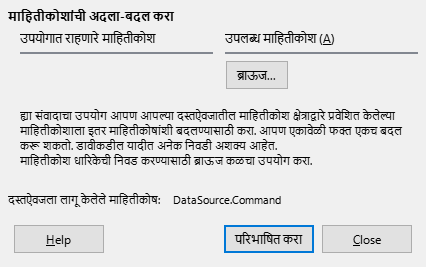 माहितीकोशांची अदला-बदल करा
उपयोगात राहणारे माहितीकोश
उपलब्ध माहितीकोश (A)
ब्राऊज...
ह्या संवादाचा उपयोग आपण आपल्या दस्तऐवजातील माहितीकोश क्षेत्राद्वारे प्रवेशित केलेल्या
माहितीकोशाला इतर माहितीकोषांशी बदलण्यासाठी करा. आपण एकावेळी फक्त एकच बदल
करू शकतो. डावीकडील यादीत अनेक निवडी अशक्य आहेत.
माहितीकोश धारिकेची निवड करण्यासाठी ब्राऊज कळचा उपयोग करा.
दस्तऐवजला लागू केलेले माहितीकोष: DataSource.Command
Help
परिभाषित करा
Close